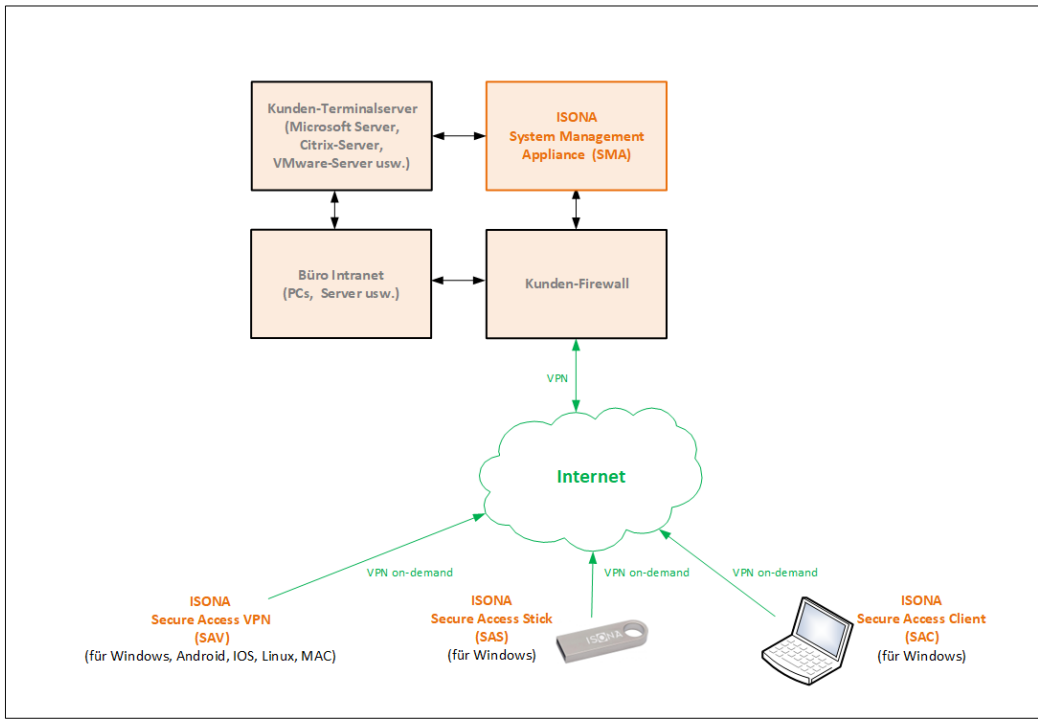 Kunden-Terminalserver
(Microsoft Server,
Citrix-Server,
VMware-Server usw.)
ISONA
System Management
Appliance (SMA)
Büro Intranet
(PCs, Server usw.)
Kunden-Firewall
VPN
Internet
VPN on-demand
VPN on-demand
VPN on-demand
ISONA
Secure Access VPN
(SAV)
(für Windows, Android, IOS, Linux, MAC)
ISONA
Secure Access Stick
(SAS)
(für Windows)
ISONA
ISONA
Secure Access Client
(SAC)
(für Windows)